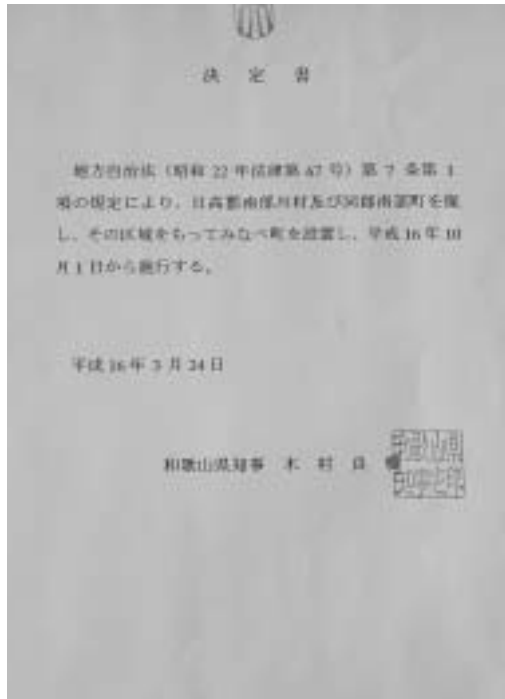 決定書
地方自治法（昭和22年法律第67号）第7条第1
項の規定により、日高郡南部川村及び同郡南部町を廃
し、その区域をもってみなべ町を設置し、平成16年10
月1日から施行する。
平成16年3月24日
和歌山県知事 木村良